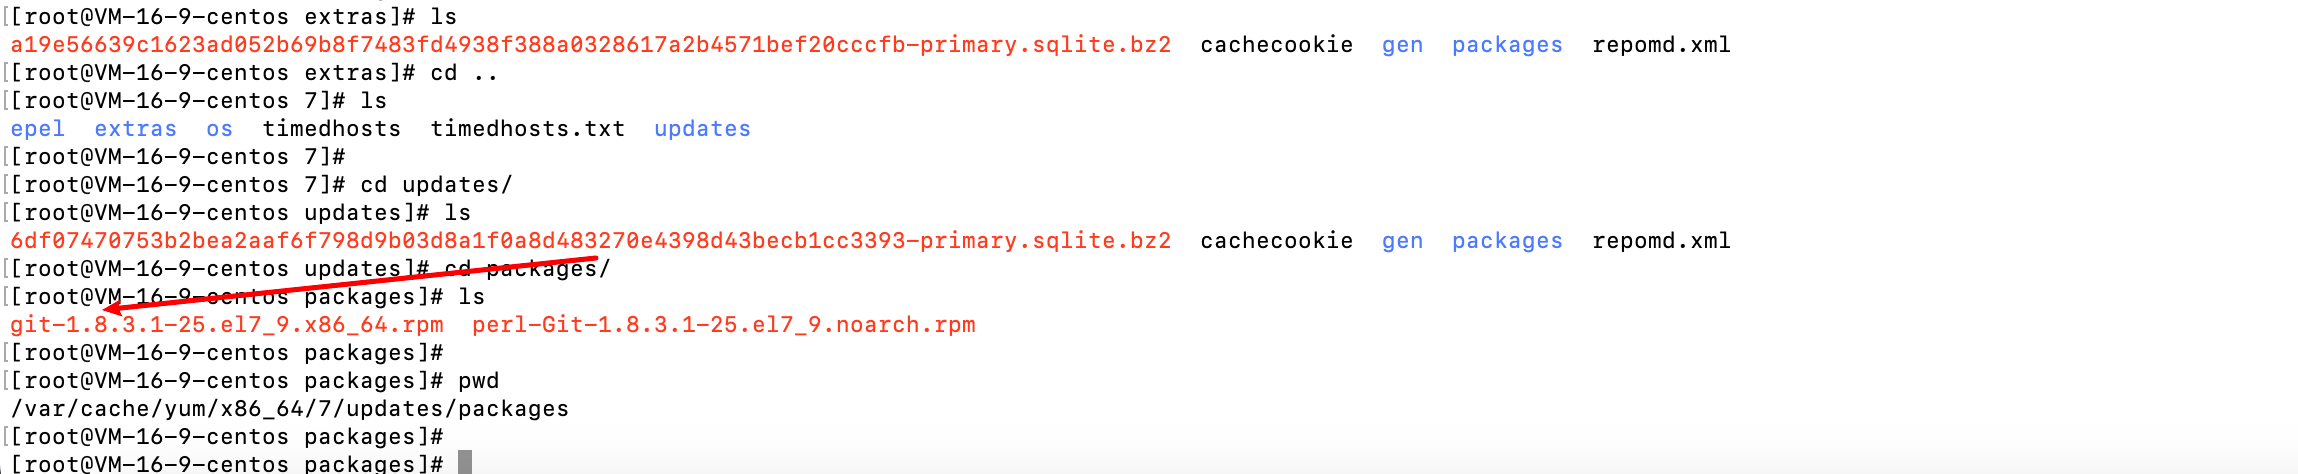 [[root@VM-16-9-centos extras]# ls
a19e56639c1623ad052b69b8f7483fd4938f388a0328617a2b4571bef20cccfb-primary.sqlite.bz2  cachecookie  gen  packages  repomd.xml
[[root@VM-16-9-centos extras]# cd ..
[[root@VM-16-9-centos 7]# ls
epel  extras  os  timedhosts  timedhosts.txt  updates
[[root@VM-16-9-centos 7]#
[[root@VM-16-9-centos 7]# cd updates/
[[root@VM-16-9-centos updates]# ls
6df07470753b2bea2aaf6f798d9b03d8a1f0a8d483270e4398d43becb1cc3393-primary.sqlite.bz2  cachecookie  gen  packages  repomd.xml
[[root@VM-16-9-centos updates]# cd packages/
[[root@VM-16-9-centos packages]# ls
git-1.8.3.1-25.el7_9.x86_64.rpm  perl-Git-1.8.3.1-25.el7_9.noarch.rpm
[[root@VM-16-9-centos packages]#
[[root@VM-16-9-centos packages]# pwd
/var/cache/yum/x86_64/7/updates/packages
[[root@VM-16-9-centos packages]#
[root@VM-16-9-centos packages]#